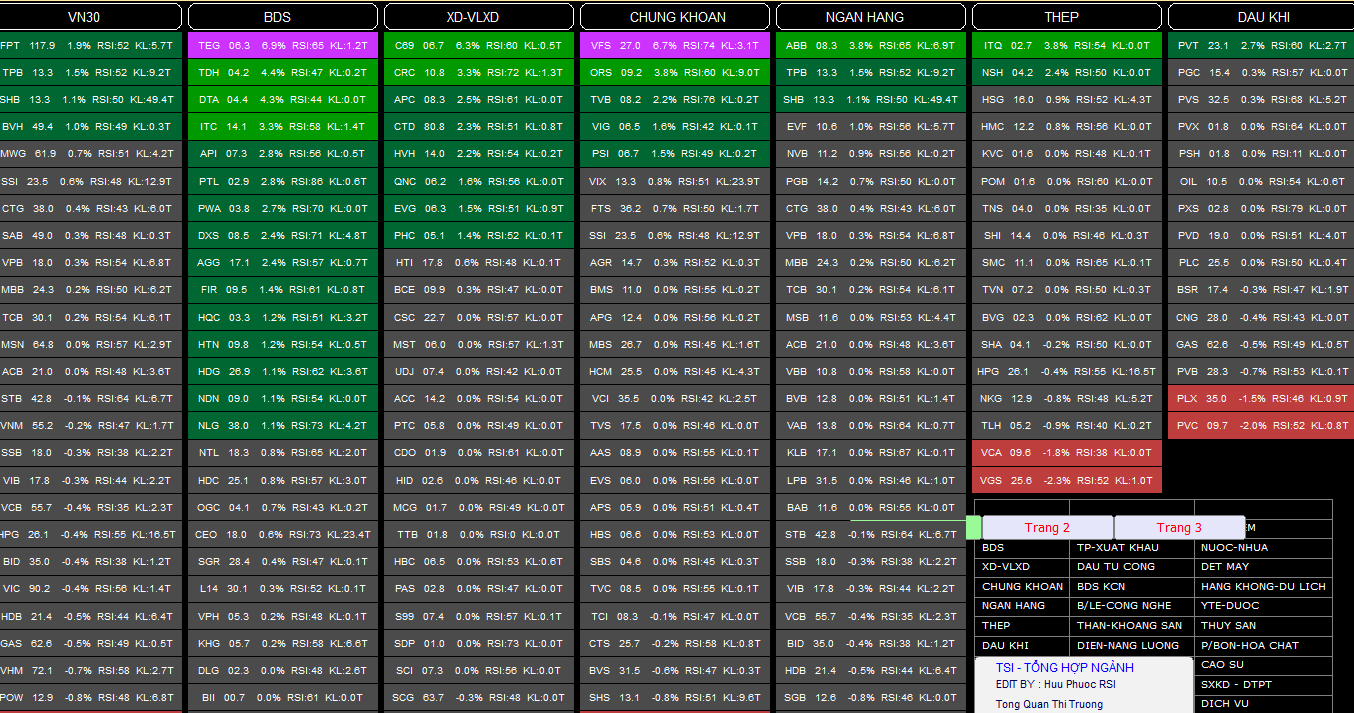 VN30 BDS XD-VLXD CHUNG KHOAN NGAN HANG THEP DAU KHI
FPT 117.9 1.9% RSI:52 KL:5.7T TEG 06.3 6.9% RSI:65 KL:1.2T C69 06.7 6.3% RSI:60 KL:0.5T VFS 27.0 6.7% RSI:74 KL:3.1T ABB 08.3 3.8% RSI:65 KL:6.9T ITQ 02.7 3.8% RSI:54 KL:0.0T PVT 23.1 2.7% RSI:60 KL:2.7T
TPB 13.3 1.5% RSI:52 KL:9.2T TDH 04.2 4.4% RSI:47 KL:0.2T CRC 10.8 3.3% RSI:72 KL:1.3T ORS 09.2 3.8% RSI:60 KL:9.0T TPB 13.3 1.5% RSI:52 KL:9.2T NSH 04.2 2.4% RSI:50 KL:0.0T PGC 15.4 0.3% RSI:57 KL:0.0T
SHB 13.3 1.1% RSI:50 KL:49.4T DTA 04.4 4.3% RSI:44 KL:0.0T APC 08.3 2.5% RSI:61 KL:0.0T TVB 08.2 2.2% RSI:76 KL:0.2T SHB 13.3 1.1% RSI:50 KL:49.4T HSG 16.0 0.9% RSI:52 KL:4.3T PVS 32.5 0.3% RSI:68 KL:5.2T
BVH 49.4 1.0% RSI:49 KL:0.3T ITC 14.1 3.3% RSI:58 KL:1.4T CTD 80.8 2.3% RSI:51 KL:0.8T VIG 06.5 1.6% RSI:42 KL:0.1T EVF 10.6 1.0% RSI:56 KL:5.7T HMC 12.2 0.8% RSI:56 KL:0.0T PVX 01.8 0.0% RSI:64 KL:0.0T
MWG 61.9 0.7% RSI:51 KL:4.2T API 07.3 2.8% RSI:56 KL:0.5T HVH 14.0 2.2% RSI:54 KL:0.2T PSI 06.7 1.5% RSI:49 KL:0.2T NVB 11.2 0.9% RSI:56 KL:0.2T KVC 01.6 0.0% RSI:48 KL:0.1T PSH 01.8 0.0% RSI:11 KL:0.0T
SSI 23.5 0.6% RSI:48 KL:12.9T PTL 02.9 2.8% RSI:86 KL:0.6T QNC 06.2 1.6% RSI:56 KL:0.0T VIX 13.3 0.8% RSI:51 KL:23.9T PGB 14.2 0.7% RSI:50 KL:0.0T POM 01.6 0.0% RSI:60 KL:0.0T OIL 10.5 0.0% RSI:54 KL:0.6T
CTG 38.0 0.4% RSI:43 KL:6.0T PWA 03.8 2.7% RSI:70 KL:0.0T EVG 06.3 1.5% RSI:51 KL:0.9T FTS 36.2 0.7% RSI:50 KL:1.7T CTG 38.0 0.4% RSI:43 KL:6.0T TNS 04.0 0.0% RSI:35 KL:0.0T PXS 02.8 0.0% RSI:79 KL:0.0T
SAB 49.0 0.3% RSI:48 KL:0.3T DXS 08.5 2.4% RSI:71 KL:4.8T PHC 05.1 1.4% RSI:52 KL:0.1T SSI 23.5 0.6% RSI:48 KL:12.9T VPB 18.0 0.3% RSI:54 KL:6.8T SHI 14.4 0.0% RSI:46 KL:0.3T PVD 19.0 0.0% RSI:51 KL:4.0T
VPB 18.0 0.3% RSI:54 KL:6.8T AGG 17.1 2.4% RSI:57 KL:0.7T HTI 17.8 0.6% RSI:48 KL:0.1T AGR 14.7 0.3% RSI:52 KL:0.3T MBB 24.3 0.2% RSI:50 KL:6.2T SMC 11.1 0.0% RSI:65 KL:0.1T PLC 25.5 0.0% RSI:50 KL:0.4T
MBB 24.3 0.2% RSI:50 KL:6.2T FIR 09.5 1.4% RSI:61 KL:0.8T BCE 09.9 0.3% RSI:47 KL:0.0T BMS 11.0 0.0% RSI:55 KL:0.2T TCB 30.1 0.2% RSI:54 KL:6.1T TVN 07.2 0.0% RSI:50 KL:0.3T BSR 17.4 -0.3% RSI:47 KL:1.9T
TCB 30.1 0.2% RSI:54 KL:6.1T HQC 03.3 1.2% RSI:51 KL:3.2T CSC 22.7 0.0% RSI:57 KL:0.0T APG 12.4 0.0% RSI:56 KL:0.2T MSB 11.6 0.0% RSI:53 KL:4.4T BVG 02.3 0.0% RSI:62 KL:0.0T CNG 28.0 -0.4% RSI:43 KL:0.0T
MSN 64.8 0.0% RSI:57 KL:2.9T HTN 09.8 1.2% RSI:54 KL:0.5T MST 06.0 0.0% RSI:57 KL:1.3T MBS 26.7 0.0% RSI:45 KL:1.6T ACB 21.0 0.0% RSI:48 KL:3.6T SHA 04.1 -0.2% RSI:50 KL:0.0T GAS 62.6 -0.5% RSI:49 KL:0.5T
ACB 21.0 0.0% RSI:48 KL:3.6T HDG 26.9 1.1% RSI:62 KL:3.6T UDJ 07.4 0.0% RSI:42 KL:0.0T HCM 25.5 0.0% RSI:45 KL:4.3T VBB 10.8 0.0% RSI:58 KL:0.0T HPG 26.1 -0.4% RSI:55 KL:16.5T PVB 28.3 -0.7% RSI:53 KL:0.1T
STB 42.8 -0.1% RSI:64 KL:6.7T NDN 09.0 1.1% RSI:54 KL:0.0T ACC 14.2 0.0% RSI:54 KL:0.0T VCI 35.5 0.0% RSI:42 KL:2.5T BVB 12.8 0.0% RSI:51 KL:1.4T NKG 12.9 -0.8% RSI:48 KL:5.2T PLX 35.0 -1.5% RSI:46 KL:0.9T
VNM 55.2 -0.2% RSI:47 KL:1.7T NLG 38.0 1.1% RSI:73 KL:4.2T PTC 05.8 0.0% RSI:49 KL:0.0T TVS 17.5 0.0% RSI:46 KL:0.0T VAB 13.8 0.0% RSI:64 KL:0.7T TLH 05.2 -0.9% RSI:40 KL:0.2T PVC 09.7 -2.0% RSI:52 KL:0.8T
SSB 18.0 -0.3% RSI:38 KL:2.2T NTL 18.3 0.8% RSI:65 KL:2.0T CDO 01.9 0.0% RSI:61 KL:0.0T AAS 08.9 0.0% RSI:55 KL:0.1T KLB 17.1 0.0% RSI:67 KL:0.1T VCA 09.6 -1.8% RSI:38 KL:0.0T
VIB 17.8 -0.3% RSI:44 KL:2.2T HDC 25.1 0.8% RSI:57 KL:3.0T HID 02.6 0.0% RSI:46 KL:0.0T EVS 06.0 0.0% RSI:56 KL:0.0T LPB 31.5 0.0% RSI:46 KL:1.0T VGS 25.6 -2.3% RSI:52 KL:1.0T
VCB 55.7 -0.4% RSI:35 KL:2.3T OGC 04.1 0.7% RSI:43 KL:0.2T MCG 01.7 0.0% RSI:49 KL:0.0T APS 05.9 0.0% RSI:51 KL:0.4T BAB 11.6 0.0% RSI:55 KL:0.0T
HPG 26.1 -0.4% RSI:55 KL:16.5T CEO 18.0 0.6% RSI:73 KL:23.4T TTB 01.8 0.0% RSI:0 KL:0.0T HBS 06.6 0.0% RSI:53 KL:0.0T STB 42.8 -0.1% RSI:64 KL:6.7T Trang 2 Trang 3
BID 35.0 -0.4% RSI:38 KL:1.2T SGR 28.4 0.4% RSI:47 KL:0.1T HBC 06.5 0.0% RSI:53 KL:0.6T SBS 04.6 0.0% RSI:45 KL:0.3T SSB 18.0 -0.3% RSI:38 KL:2.2T BDS TP-XUAT KHAU NUOC-NHUA
VIC 90.2 -0.4% RSI:56 KL:1.4T L14 30.1 0.3% RSI:52 KL:0.1T PAS 02.8 0.0% RSI:47 KL:0.0T TVC 08.5 0.0% RSI:55 KL:0.1T VIB 17.8 -0.3% RSI:44 KL:2.2T XD-VLXD DAU TU CONG DET MAY
CHUNG KHOAN BDS KCN HANG KHONG-DU LICH
HDB 21.4 -0.5% RSI:44 KL:6.4T VPH 05.3 0.2% RSI:48 KL:0.1T S99 07.4 0.0% RSI:57 KL:0.1T TCI 08.3 -0.1% RSI:47 KL:0.0T VCB 55.7 -0.4% RSI:35 KL:2.3T NGAN HANG B/LE-CONG NGHE YTE-DUOC
THEP THAN-KHOANG SAN THUY SAN
GAS 62.6 -0.5% RSI:49 KL:0.5T KHG 05.7 0.2% RSI:58 KL:6.6T SDP 01.0 0.0% RSI:73 KL:0.0T CTS 25.7 -0.2% RSI:58 KL:0.8T BID 35.0 -0.4% RSI:38 KL:1.2T DAU KHI DIEN-NANG LUONG P/BON-HOA CHAT
VHM 72.1 -0.7% RSI:58 KL:2.7T DLG 02.3 0.0% RSI:48 KL:2.6T SCI 07.3 0.0% RSI:56 KL:0.0T BVS 31.5 -0.6% RSI:47 KL:0.3T HDB 21.4 -0.5% RSI:44 KL:6.4T TSI - TỔNG HỢP NGÀNH CAO SU
EDIT BY : Huu Phuoc RSI SXKD - DTPT
POW 12.9 -0.8% RSI:48 KL:6.8T BII 00.7 0.0% RSI:61 KL:0.0T SCG 63.7 -0.3% RSI:48 KL:0.0T SHS 13.1 -0.8% RSI:51 KL:9.6T SGB 12.6 -0.8% RSI:46 KL:0.0T Tong Quan Thi Truong DICH VU